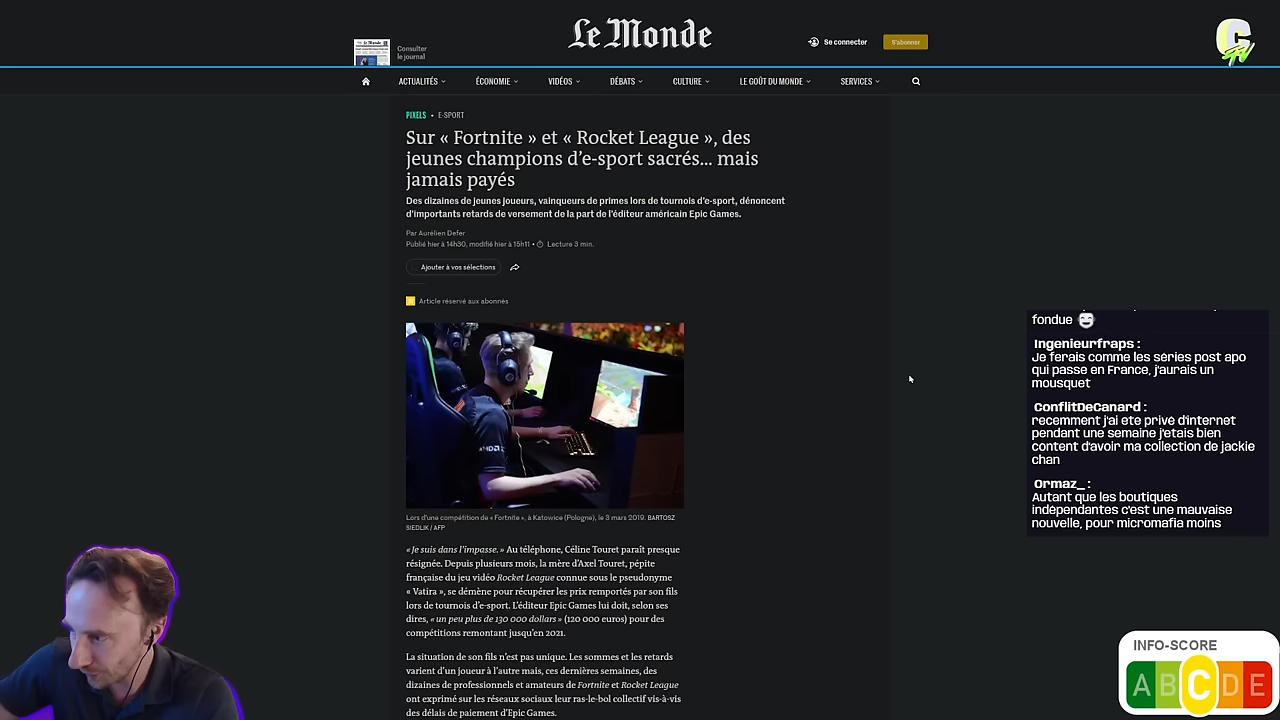 Le Monde
Consulter
le journal
Se connecter
S'abonner
ACTUALITÉS
ÉCONOMIE
VIDÉOS
DÉBATS
CULTURE
LE GOÛT DU MONDE
SERVICES
PIXELS • E-SPORT
Sur « Fortnite » et « Rocket League », des
jeunes champions d'e-sport sacrés… mais
jamais payés
Des dizaines de jeunes joueurs, vainqueurs de primes lors de tournois d'e-sport, dénoncent
d'importants retards de versement de la part de l'éditeur américain Epic Games.
Par Aurélien Defer
Publié hier à 14h30, modifié hier à 15h11 • Lecture 3 min.
Ajouter à vos sélections
Article réservé aux abonnés
AMD
Lors d'une compétition de « Fortnite », à Katowice (Pologne), le 3 mars 2019. BARTOSZ
SIEDLIK / AFP
« Je suis dans l'impasse. » Au téléphone, Céline Touret paraît presque
résignée. Depuis plusieurs mois, la mère d'Axel Touret, pépite
française du jeu vidéo Rocket League connue sous le pseudonyme
« Vatira », se démène pour récupérer les prix remportés par son fils
lors de tournois d'e-sport. L'éditeur Epic Games lui doit, selon ses
dires, « un peu plus de 130 000 dollars » (120 000 euros) pour des
compétitions remontant jusqu'en 2021.
La situation de son fils n'est pas unique. Les sommes et les retards
varient d'un joueur à l'autre mais, ces dernières semaines, des
dizaines de professionnels et amateurs de Fortnite et Rocket League
ont exprimé sur les réseaux sociaux leur ras-le-bol collectif vis-à-vis
des délais de paiement d'Epic Games.
fondue
Ingenieurfraps :
Je ferais comme les séries post apo
qui passe en France, j'aurais un
mousquet
ConflitDeCanard :
recemment j'ai ete privé d'internet
pendant une semaine j'etais bien
content d'avoir ma collection de jackie
chan
Ormaz_ :
Autant que les boutiques
indépendantes c'est une mauvaise
nouvelle, pour micromafia moins
INFO-SCORE
A B C D E